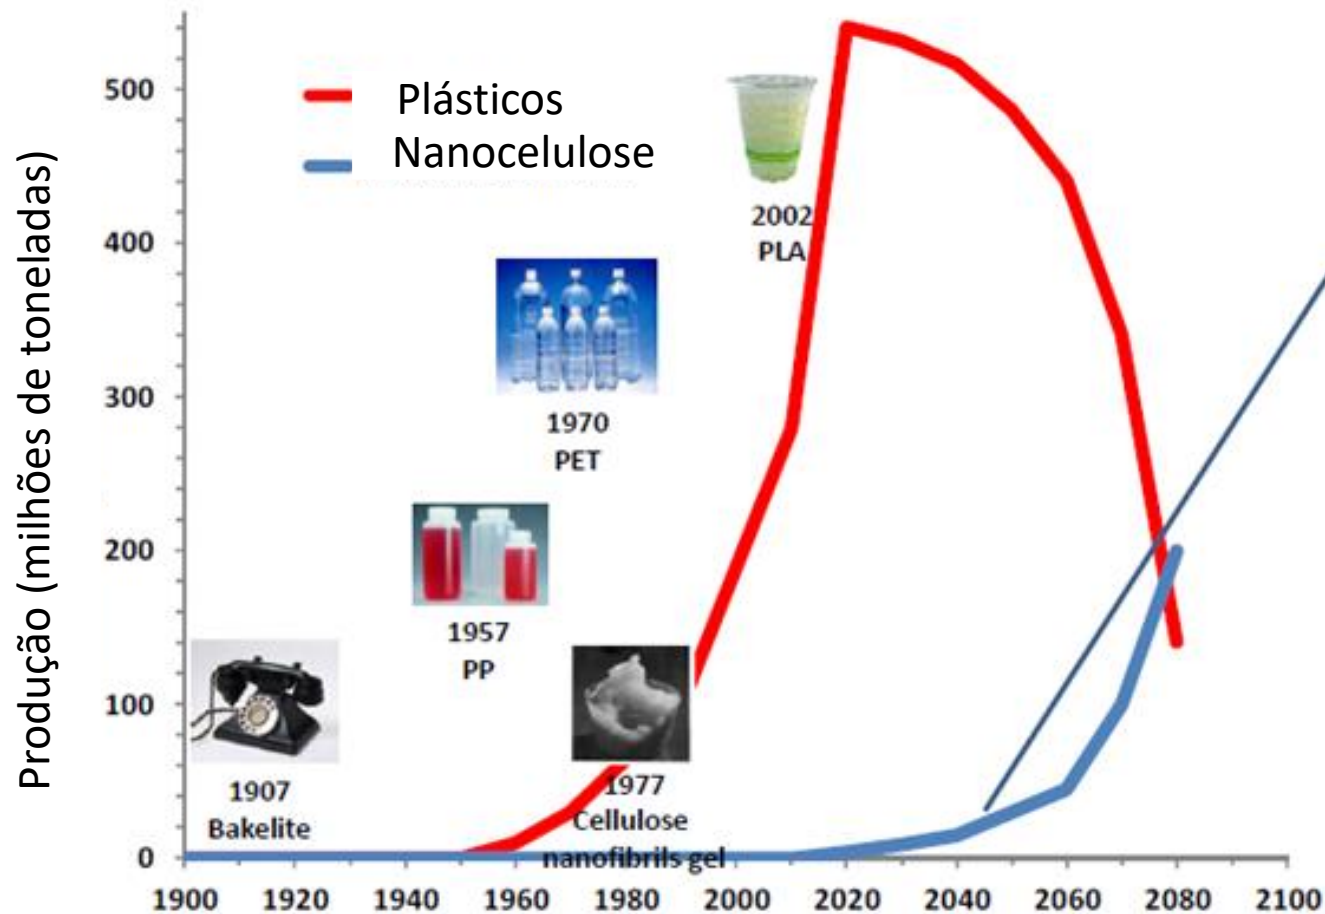 Produção (milhões de toneladas)
500
400
300
200
100
0
Plásticos
Nanocelulose
2002
PLA
1970
PET
1957
PP
1907
Bakelite
1977
Cellulose
nanofibrils gel
1900 1920 1940 1960 1980 2000 2020 2040 2060 2080 2100